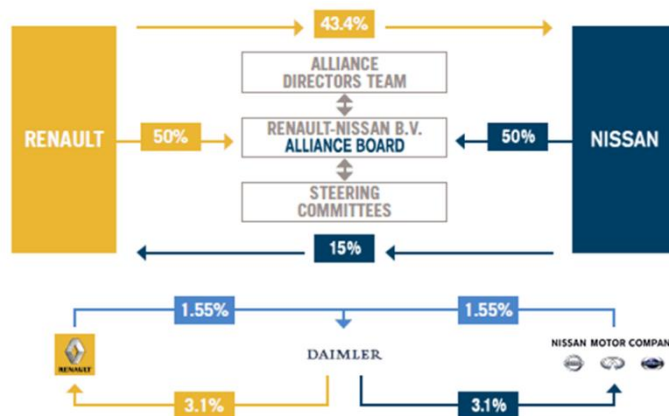 43.4%
ALLIANCE
DIRECTORS TEAM
RENAULT
50%
RENAULT-NISSAN B.V.
ALLIANCE BOARD
50%
NISSAN
STEERING
COMMITTEES
15%
1.55%
1.55%
RENAULT
DAIMLER
NISSAN MOTOR COMPAN
3.1%
3.1%